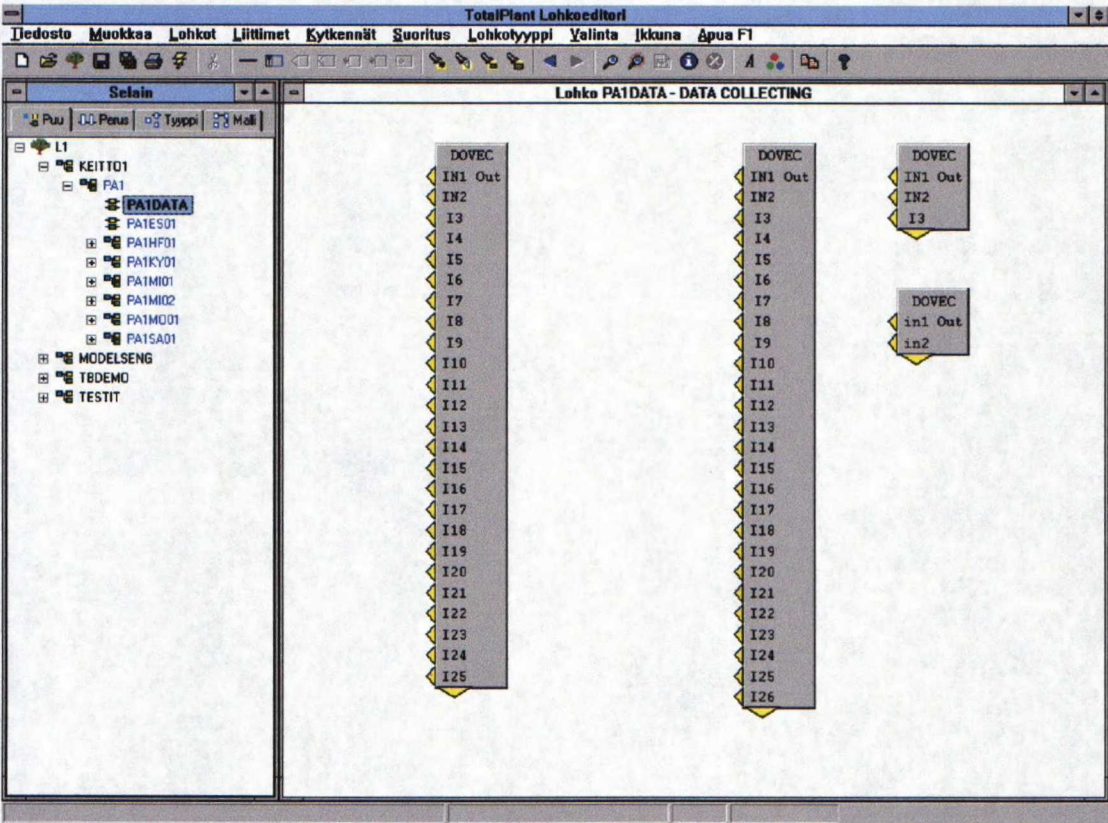 TotalPlant Lohkoeditori
Tiedosto Muokkaa Lohkot Liittimet Kytkennät Suoritus Lohkotyyppi Valinta Ikkuna Apua F1
Selain
Lohko PA1DATA - DATA COLLECTING
Puu Perus Tyyppi Malli
L1
KEITTO1
PA1
PA1DATA
PA1ES01
PA1HF01
PA1KY01
PA1MI01
PA1MI02
PA1MO01
PA1SA01
MODELSENG
TBDEMO
TESTIT
DOVEC
IN1 Out
IN2
I3
I4
I5
I6
I7
I8
I9
I10
I11
I12
I13
I14
I15
I16
I17
I18
I19
I20
I21
I22
I23
I24
I25
DOVEC
IN1 Out
IN2
I3
I4
I5
I6
I7
I8
I9
I10
I11
I12
I13
I14
I15
I16
I17
I18
I19
I20
I21
I22
I23
I24
I25
I26
DOVEC
IN1 Out
IN2
I3
DOVEC
in1 Out
in2